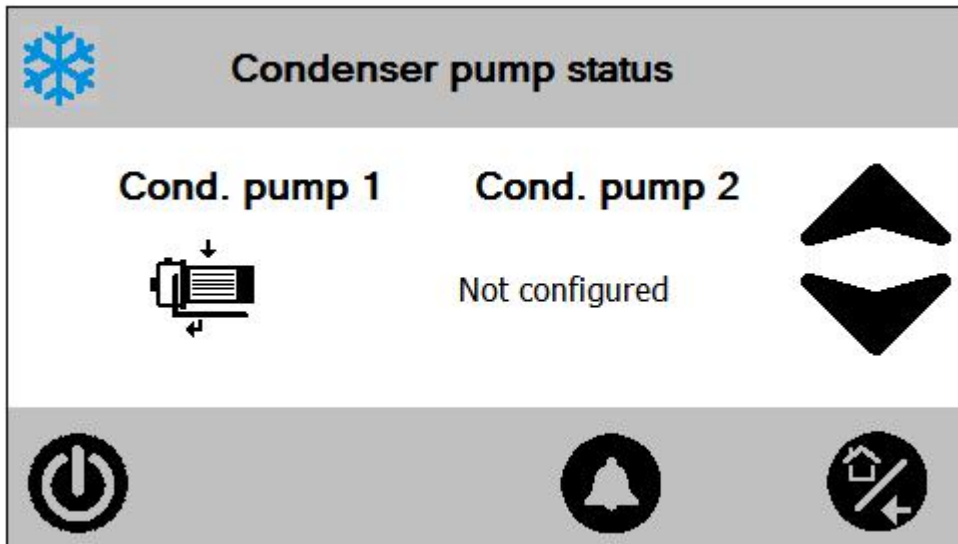 Condenser pump status
Cond. pump 1 Cond. pump 2
Not configured